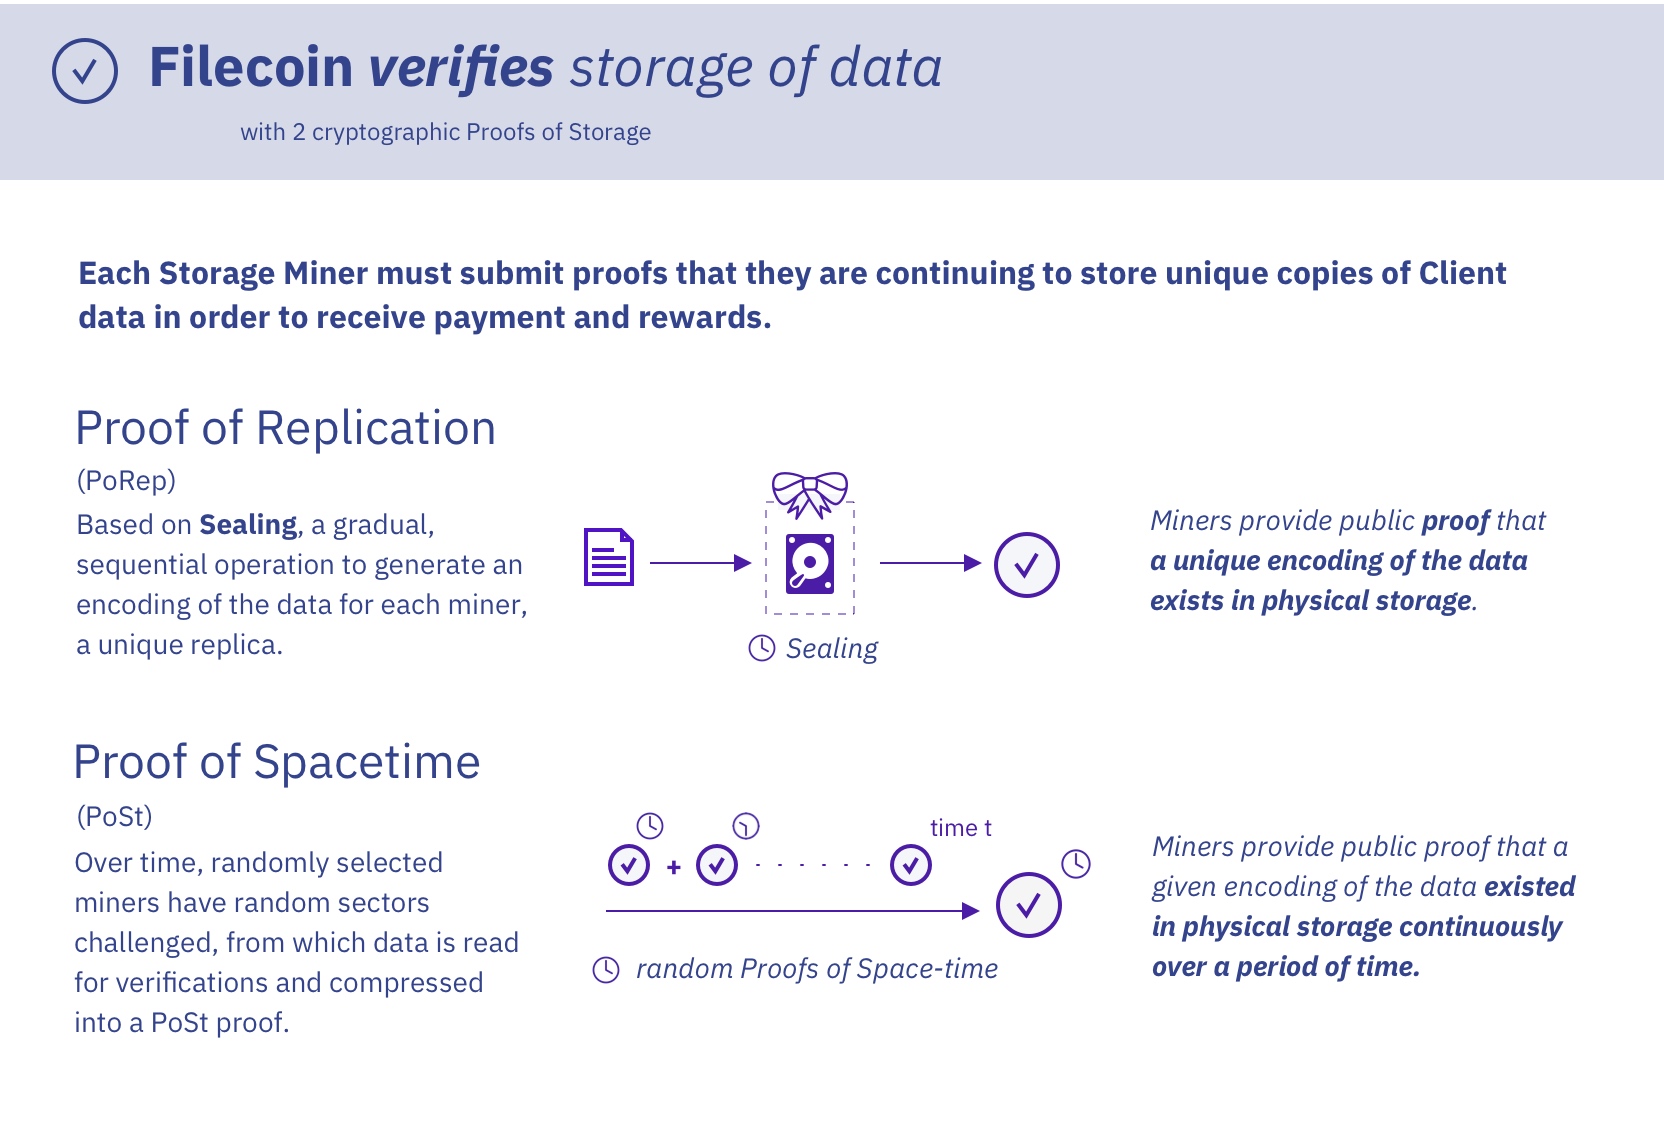 Filecoin verifies storage of data
with 2 cryptographic Proofs of Storage
Each Storage Miner must submit proofs that they are continuing to store unique copies of Client
data in order to receive payment and rewards.
Proof of Replication
(PoRep)
Based on Sealing, a gradual,
sequential operation to generate an
encoding of the data for each miner,
a unique replica.
Sealing
Miners provide public proof that
a unique encoding of the data
exists in physical storage.
Proof of Spacetime
(PoSt)
Over time, randomly selected
miners have random sectors
challenged, from which data is read
for verifications and compressed
into a PoSt proof.
time t
+
random Proofs of Space-time
Miners provide public proof that a
given encoding of the data existed
in physical storage continuously
over a period of time.